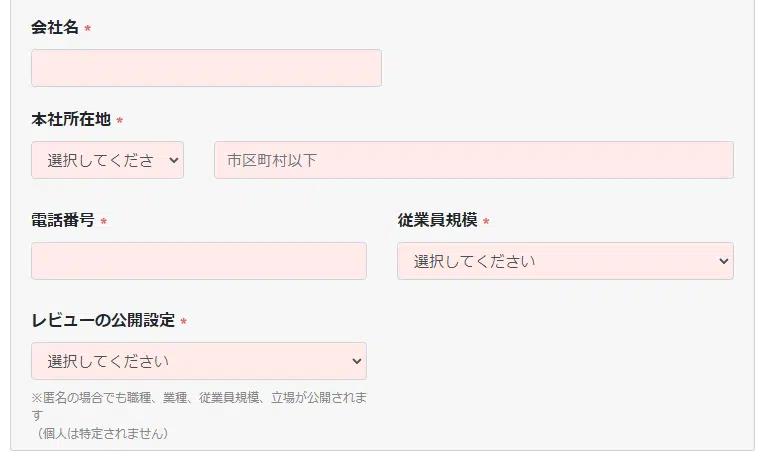 会社名 *
本社所在地 *
選択してくださ 市区町村以下
電話番号 * 従業員規模 *
選択してください
レビューの公開設定 *
選択してください
※匿名の場合でも職種、業種、従業員規模、立場が公開されま
す
（個人は特定されません）